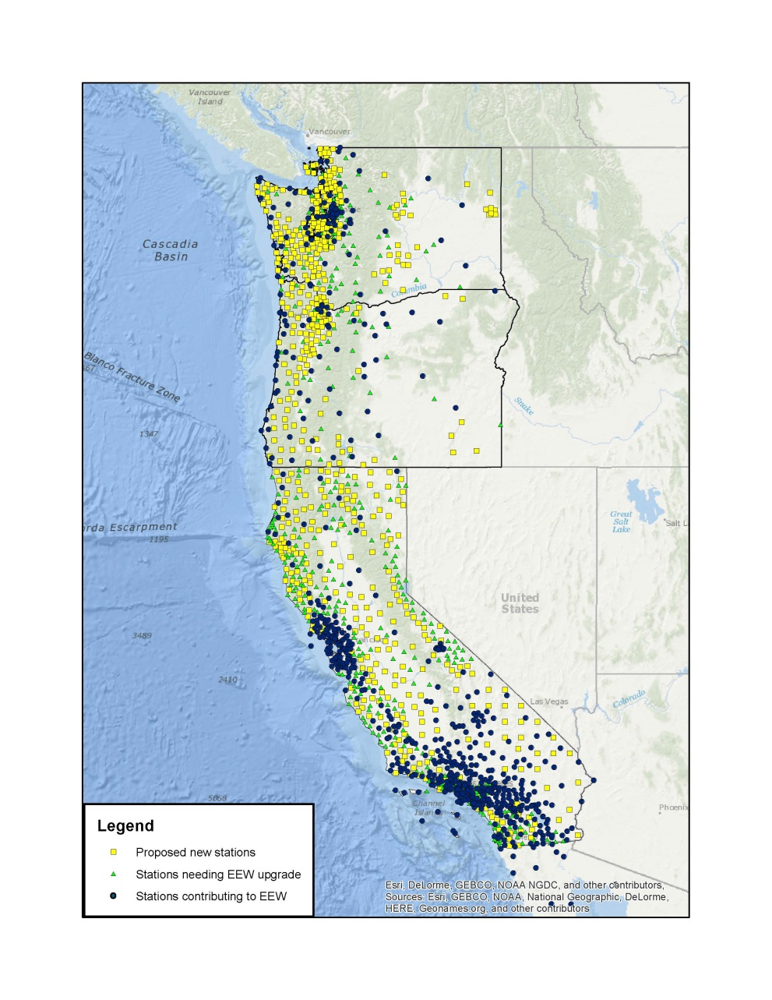 Vancouver
Island
Vancouver
Cascadia
Basin
Columbia
Blanco Fracture Zone
Snake
1347
Great
Salt
Lake
Salt L
orda Escarpment
1195
United
States
3489
2410
Las Vegas
Colorado
5068
Channel
Phoenix
Legend
Proposed new stations
Stations needing EEW upgrade
Stations contributing to EEW
Esri, DeLorme, GEBCO, NOAA NGDC, and other contributors,
Sources: Esri, GEBCO, NOAA, National Geographic, DeLorme,
HERE, Geonames.org, and other contributors